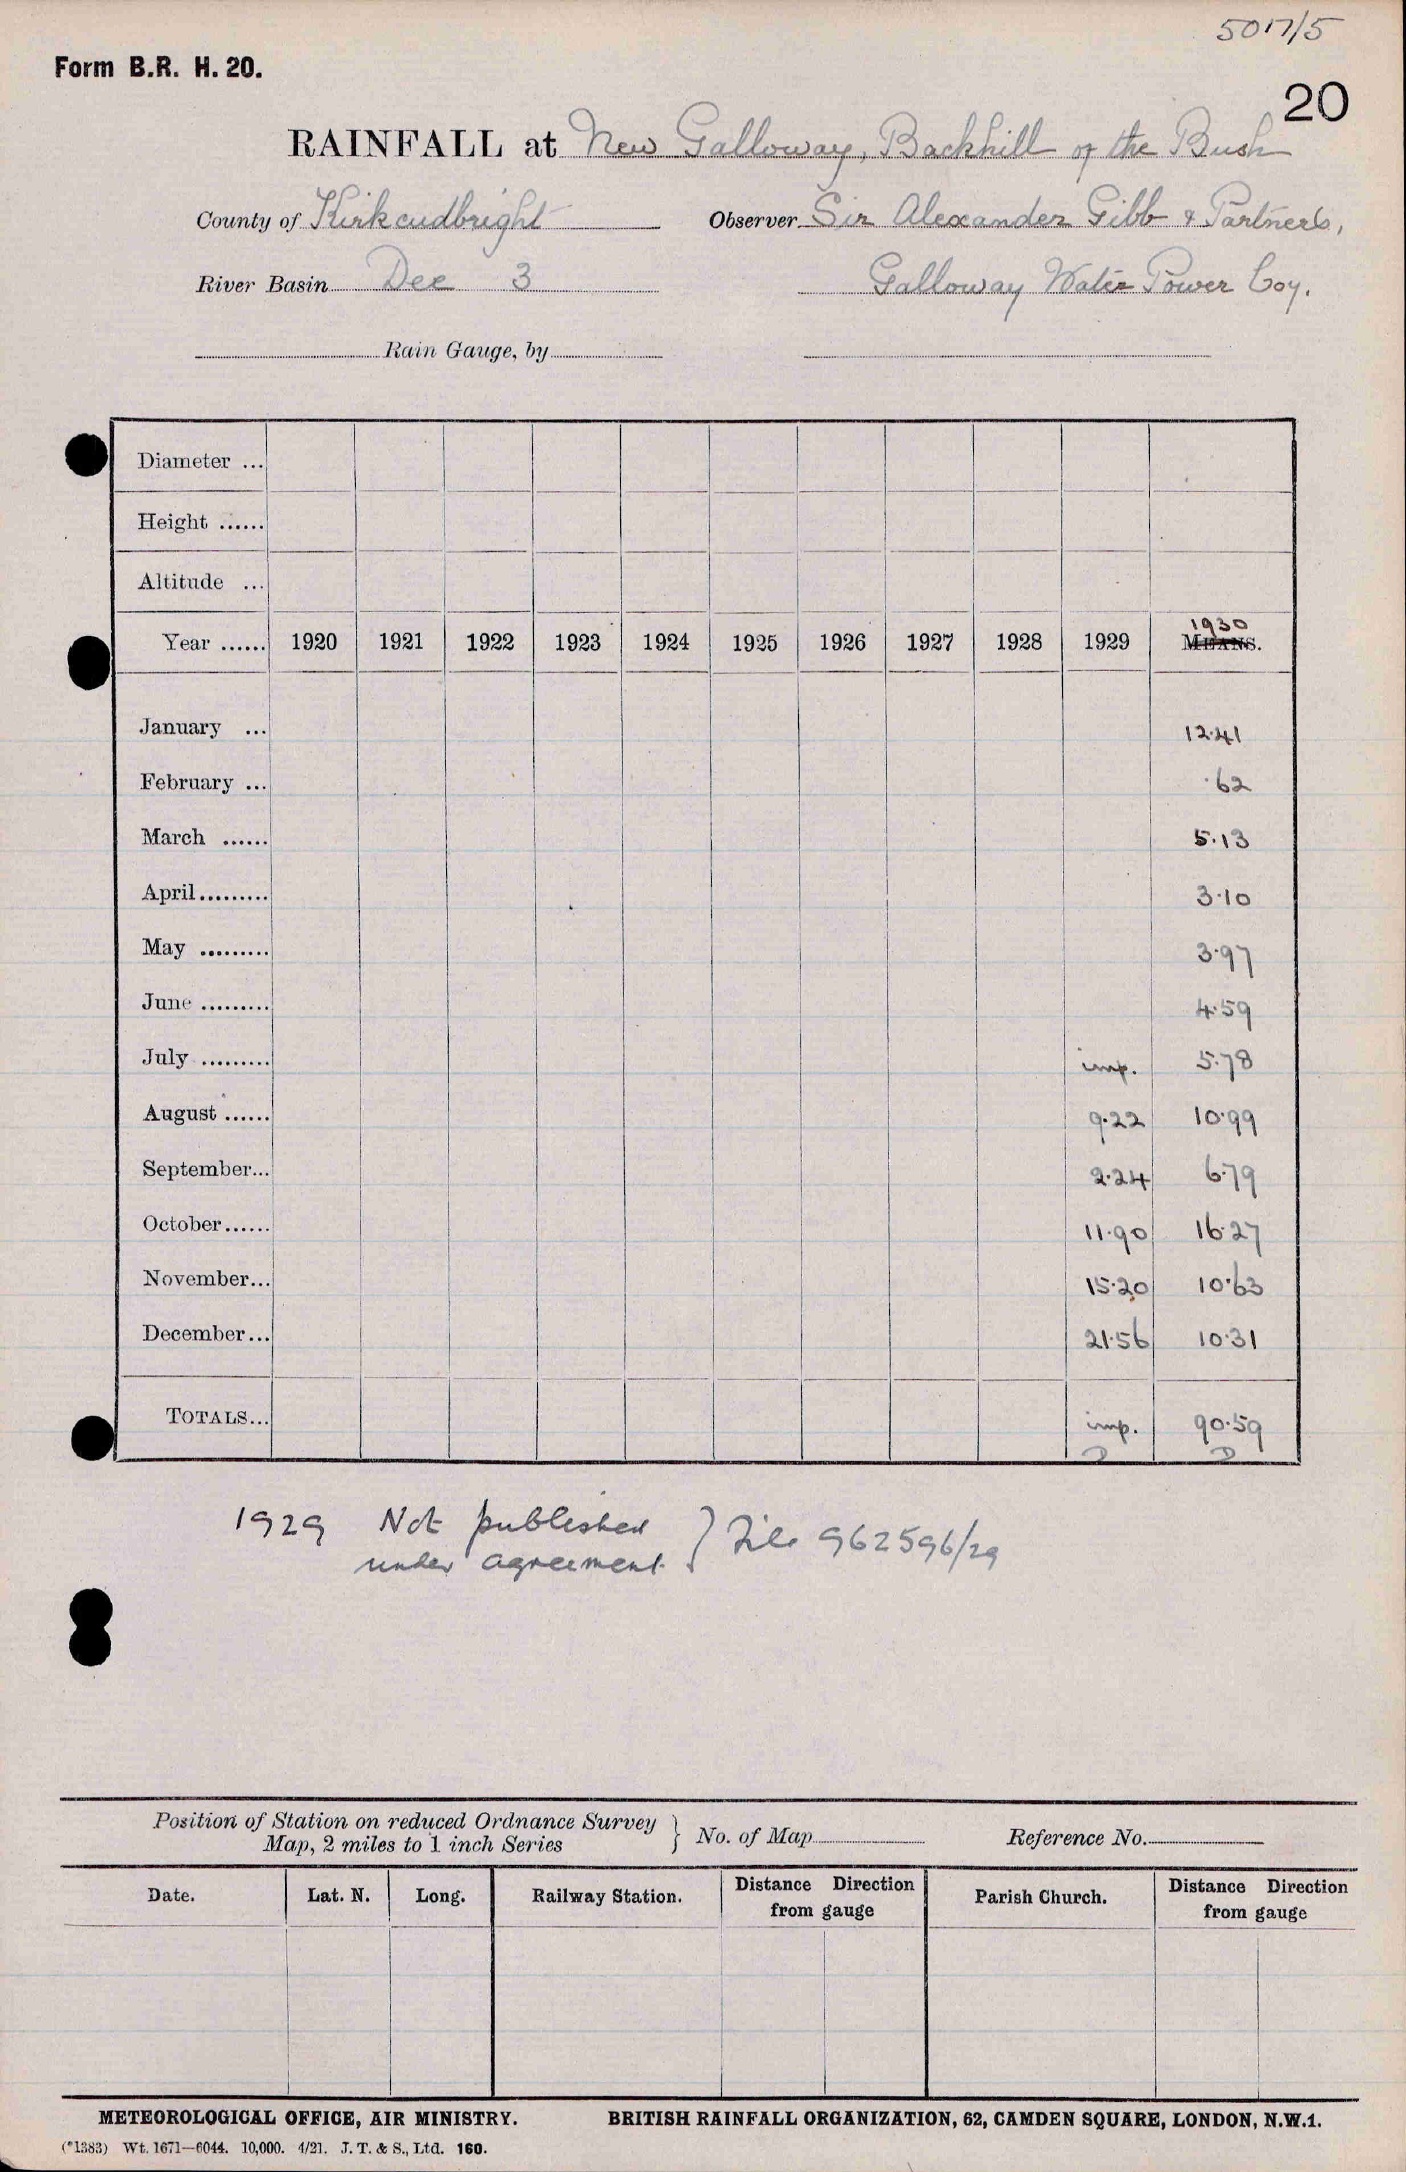 5017/5
Form B.R. H. 20.
20
RAINFALL at New Galloway, Backhill of the Bush
County of Kirkcudbright Observer Sir Alexander Gibb & Partners,
River Basin Dee 3 Galloway Water Power Coy.
Rain Gauge, by
Diameter ...
Height ......
Altitude ...
Year ...... 1920 1921 1922 1923 1924 1925 1926 1927 1928 1929 1930 MEANS.
January ... 12.41
February ... .62
March ...... 5.13
April......... 3.10
May ......... 3.97
June ......... 4.59
July ......... imp. 5.78
August ...... 9.22 10.99
September... 2.24 6.79
October...... 11.90 16.27
November... 15.20 10.63
December... 21.56 10.31
TOTALS... imp. 90.59
1929 Not published } File 962596/29
under agreement
Position of Station on reduced Ordnance Survey
Map, 2 miles to 1 inch Series } No. of Map Reference No.
Date. Lat. N. Long. Railway Station. Distance Direction from gauge Parish Church. Distance Direction from gauge
METEOROLOGICAL OFFICE, AIR MINISTRY. BRITISH RAINFALL ORGANIZATION, 62, CAMDEN SQUARE, LONDON, N.W.1.
(*1383) Wt. 1671—6044. 10,000. 4/21. J. T. & S., Ltd. 160.